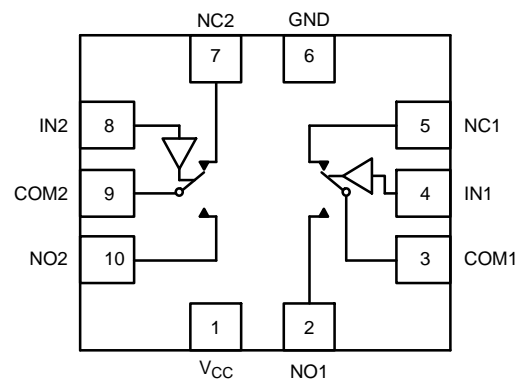 NC2 GND
7 6
IN2 8 5 NC1
COM2 9 4 IN1
NO2 10 3 COM1
1 2
VCC NO1